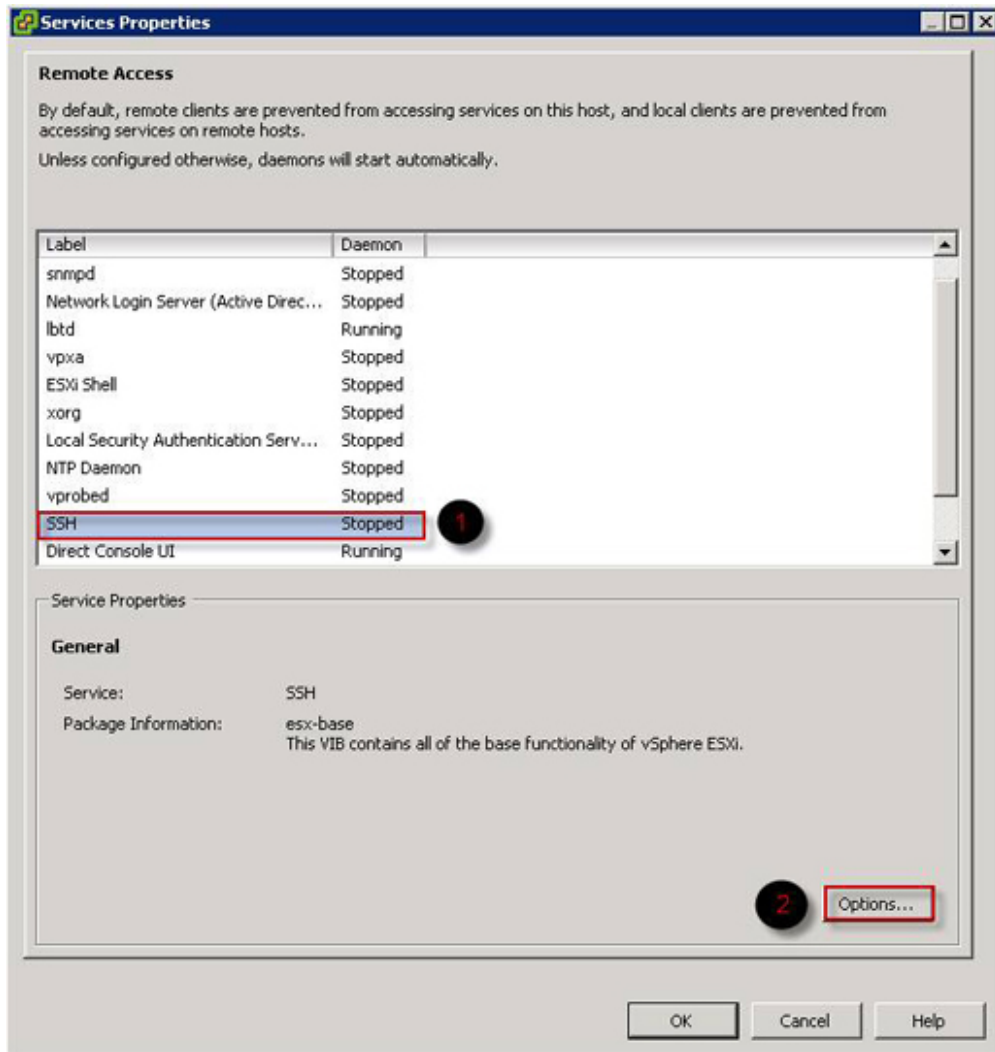 Services Properties
Remote Access
By default, remote clients are prevented from accessing services on this host, and local clients are prevented from
accessing services on remote hosts.
Unless configured otherwise, daemons will start automatically.
Label Daemon
snmpd Stopped
Network Login Server (Active Direc... Stopped
lbtd Running
vpxa Stopped
ESXi Shell Stopped
xorg Stopped
Local Security Authentication Serv... Stopped
NTP Daemon Stopped
vprobed Stopped
SSH Stopped 1
Direct Console UI Running
Service Properties
General
Service: SSH
Package Information: esx-base
This VIB contains all of the base functionality of vSphere ESXi.
2 Options...
OK Cancel Help